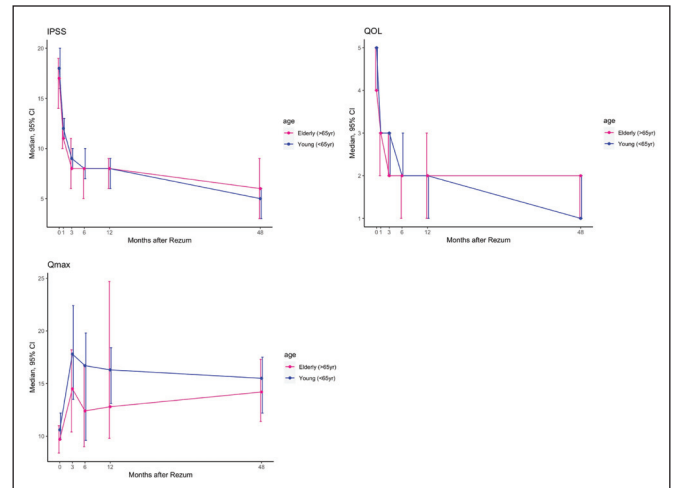 IPSS
20
15
10
5
Median, 95% CI
0 1 3 6 12 48
Months after Rezum
age
Elderly (>65yr)
Young (<65yr)
QOL
5
4
3
2
1
Median, 95% CI
0 1 3 6 12 48
Months after Rezum
age
Elderly (>65yr)
Young (<65yr)
Qmax
25
20
15
10
Median, 95% CI
0 3 6 12 48
Months after Rezum
age
Elderly (>65yr)
Young (<65yr)